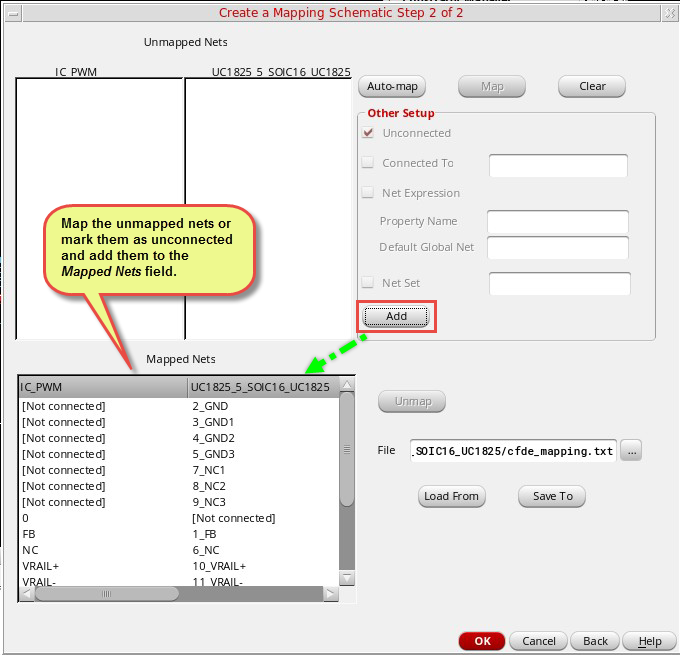 Create a Mapping Schematic Step 2 of 2
Unmapped Nets
IC_PWM
UC1825_5_SOIC16_UC1825
Auto-map
Map
Clear
Other Setup
Unconnected
Connected To
Net Expression
Property Name
Default Global Net
Net Set
Add
Map the unmapped nets or
mark them as unconnected
and add them to the
Mapped Nets field.
Mapped Nets
IC_PWM UC1825_5_SOIC16_UC1825
[Not connected] 2_GND
[Not connected] 3_GND1
[Not connected] 4_GND2
[Not connected] 5_GND3
[Not connected] 7_NC1
[Not connected] 8_NC2
[Not connected] 9_NC3
0 [Not connected]
FB 1_FB
NC 6_NC
VRAIL+ 10_VRAIL+
VRAIL- 11_VRAIL-
Unmap
File _SOIC16_UC1825/cfde_mapping.txt ...
Load From
Save To
OK
Cancel
Back
Help